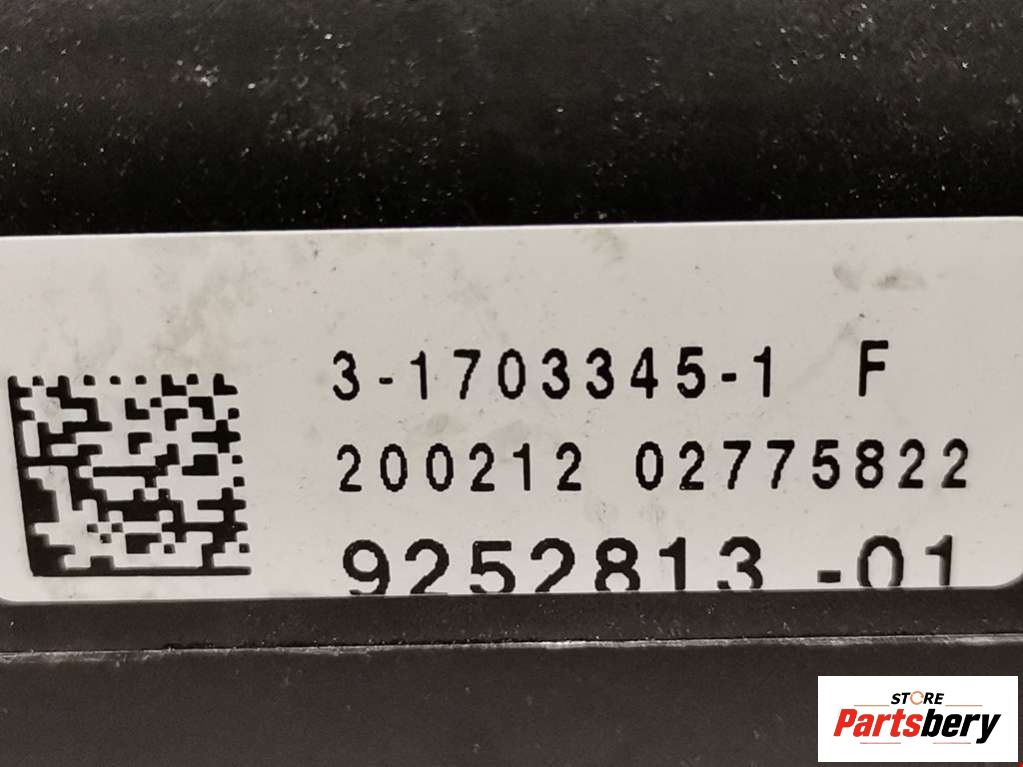 3-1703345-1 F
200212 02775822
9252813 -01
STORE
Partsbery